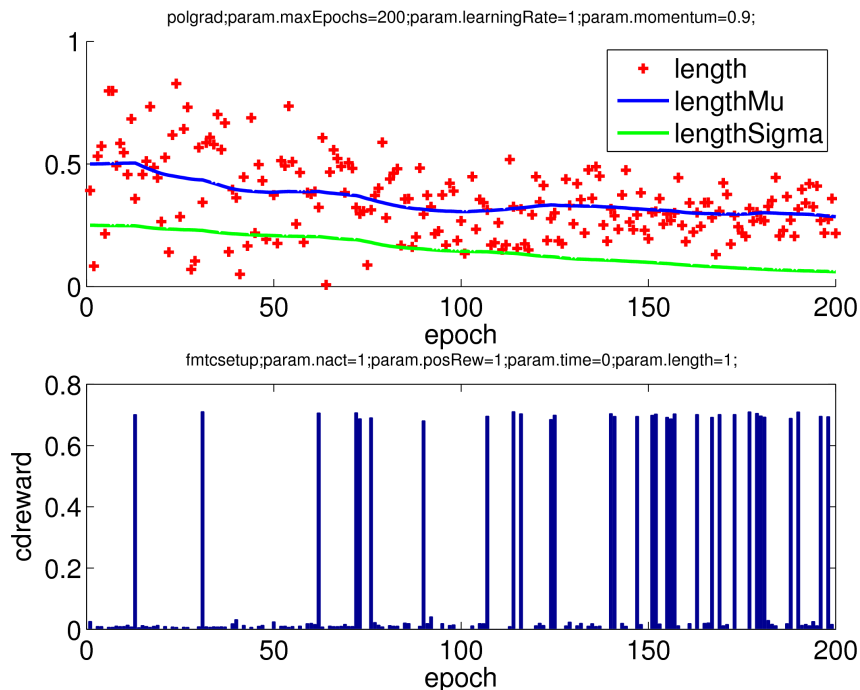 polgrad;param.maxEpochs=200;param.learningRate=1;param.momentum=0.9;
1
0.5
0
length
lengthMu
lengthSigma
0 50 100 150 200
epoch
fmtcsetup;param.nact=1;param.posRew=1;param.time=0;param.length=1;
0.8
0.6
0.4
0.2
0
cdreward
0 50 100 150 200
epoch